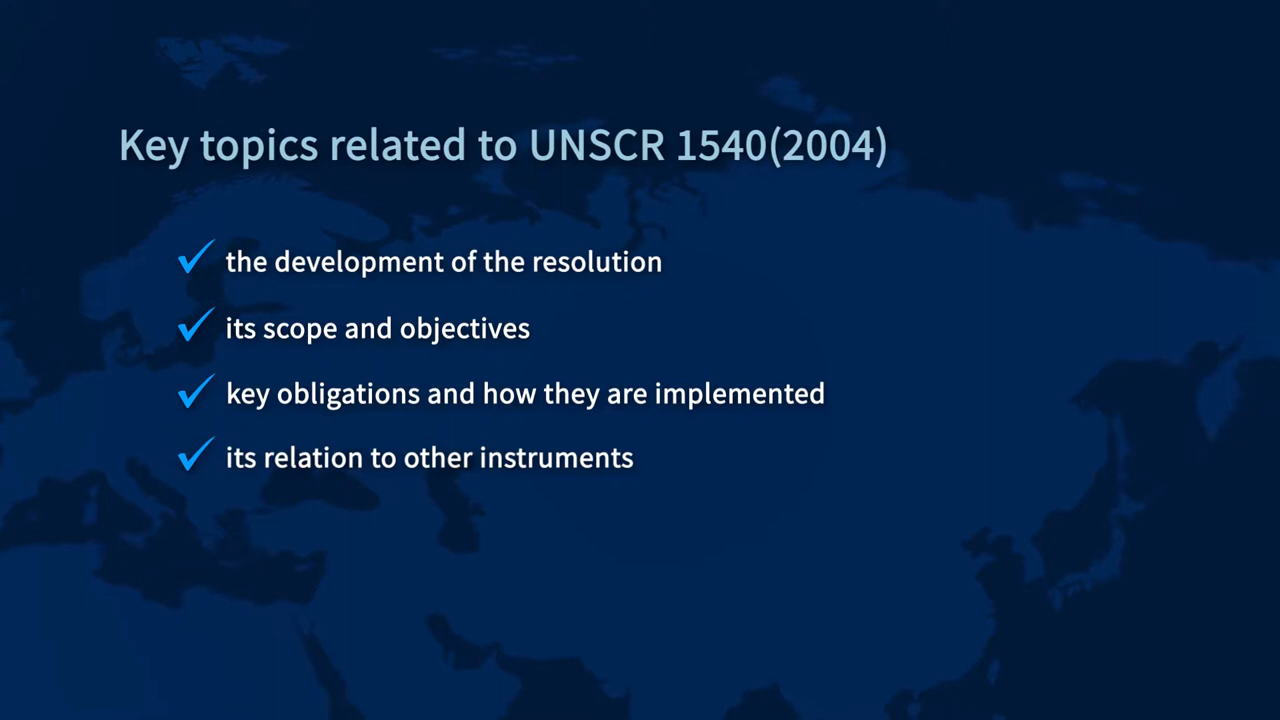 Key topics related to UNSCR 1540(2004)
the development of the resolution
its scope and objectives
key obligations and how they are implemented
its relation to other instruments